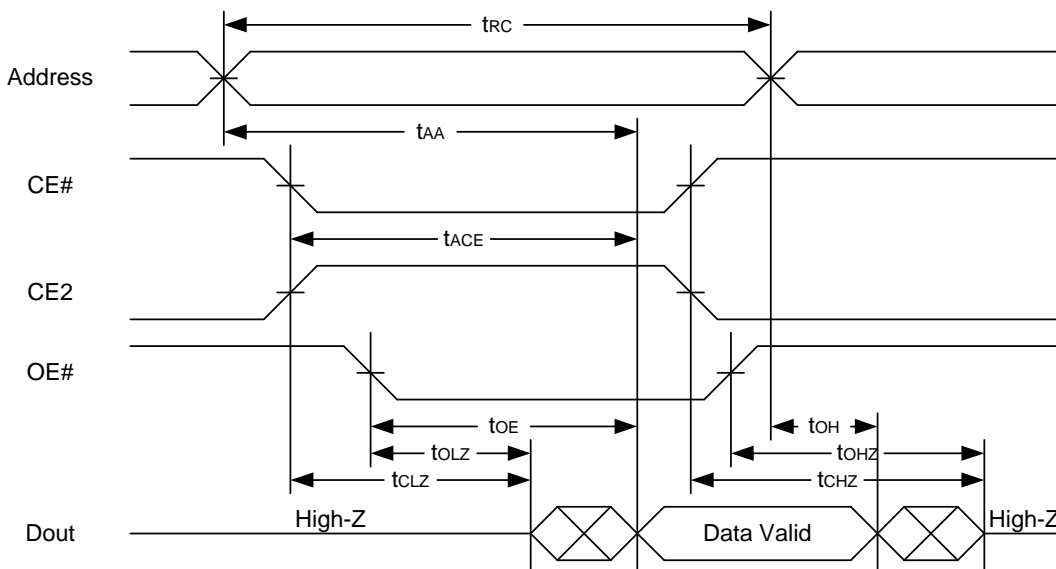 tRC
Address
tAA
CE#
tACE
CE2
OE#
tOE
tOH
tOLZ
tOHZ
tCLZ
tCHZ
High-Z
Data Valid
High-Z
Dout